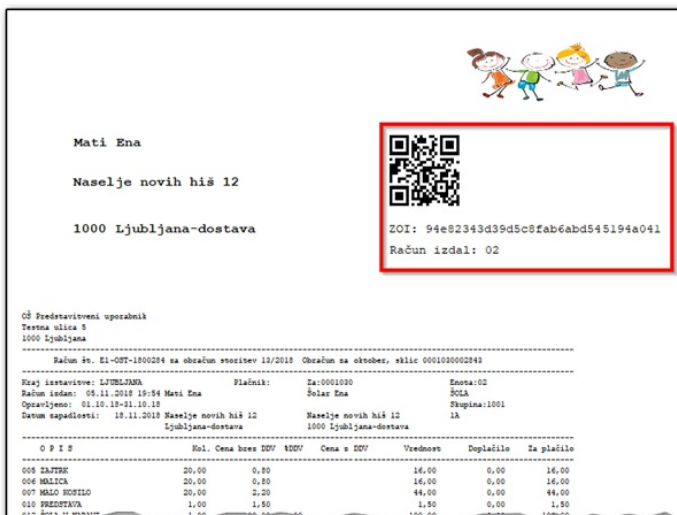 Mati Ena
Naselje novih hiš 12
1000 Ljubljana-dostava
ZOI: 94e82343d39d5c8fab6abd545194a041
Račun izdal: 02
OŠ Predstavitveni uporabnik
Testna ulica 5
1000 Ljubljana
Račun št. E1-OST-1800284 za obračun storitev 13/2018 Obračun za oktober, sklic 0001030002843
Kraj izstavitve: LJUBLJANA Plačnik: Za:0001030 Enota:02
Račun izdan: 05.11.2018 19:54 Mati Ena Šolar Ena ŠOLA
Opravljeno: 01.10.18-31.10.18 Skupina:1001
Datum zapadlosti: 18.11.2018 Naselje novih hiš 12 Naselje novih hiš 12 1A
Ljubljana-dostava 1000 Ljubljana-dostava
O P I S Kol. Cena brez DDV %DDV Cena z DDV Vrednost Doplačilo Za plačilo
005 ZAJTRK 20,00 0,80 16,00 0,00 16,00
006 MALICA 20,00 0,80 16,00 0,00 16,00
007 MALO KOSILO 20,00 2,20 44,00 0,00 44,00
010 PREDSTAVA 1,00 1,50 1,50 0,00 1,50